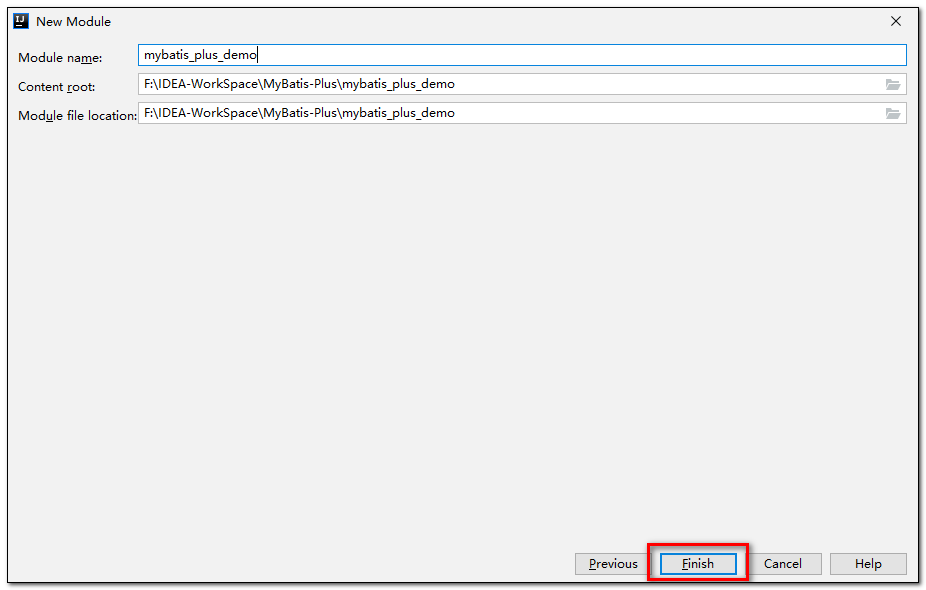 IJ New Module
Module name: mybatis_plus_demo
Content root: F:\IDEA-WorkSpace\MyBatis-Plus\mybatis_plus_demo
Module file location: F:\IDEA-WorkSpace\MyBatis-Plus\mybatis_plus_demo
Previous Finish Cancel Help